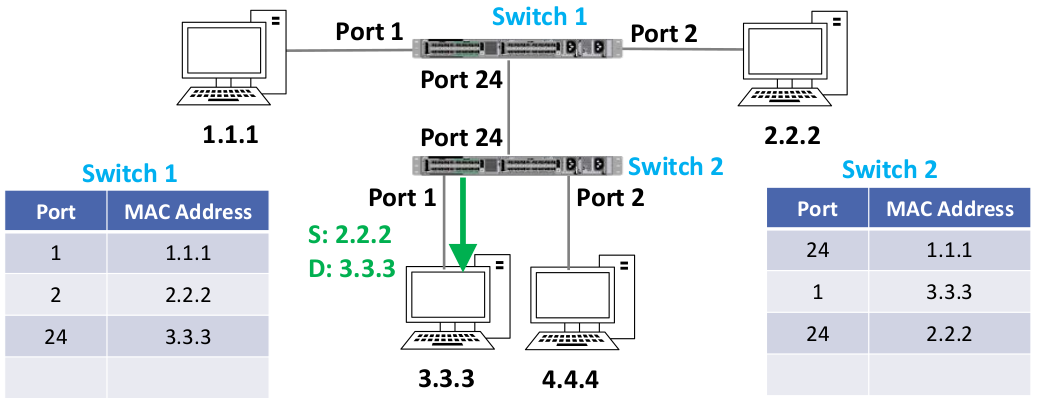 Switch 1
Port 1
Port 2
Port 24
1.1.1
2.2.2
Port 24
Switch 2
Port 1
Port 2
S: 2.2.2
D: 3.3.3
3.3.3
4.4.4
Switch 1
Port MAC Address
1 1.1.1
2 2.2.2
24 3.3.3
Switch 2
Port MAC Address
24 1.1.1
1 3.3.3
24 2.2.2